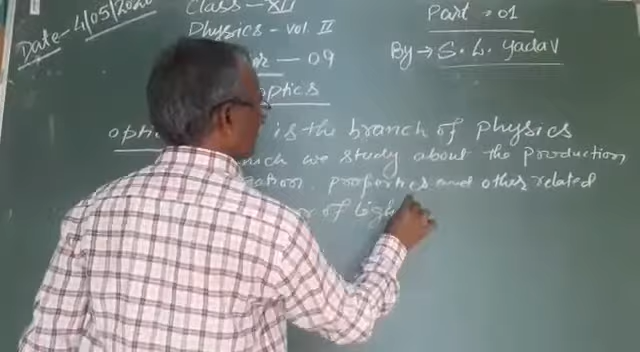 Date - 4/05/2020
Class - XII
Physics - Vol. II
09
optics
Part - 01
By → S. L. Yadav
is the branch of physics
we study about the production
properties and other related
of ligh